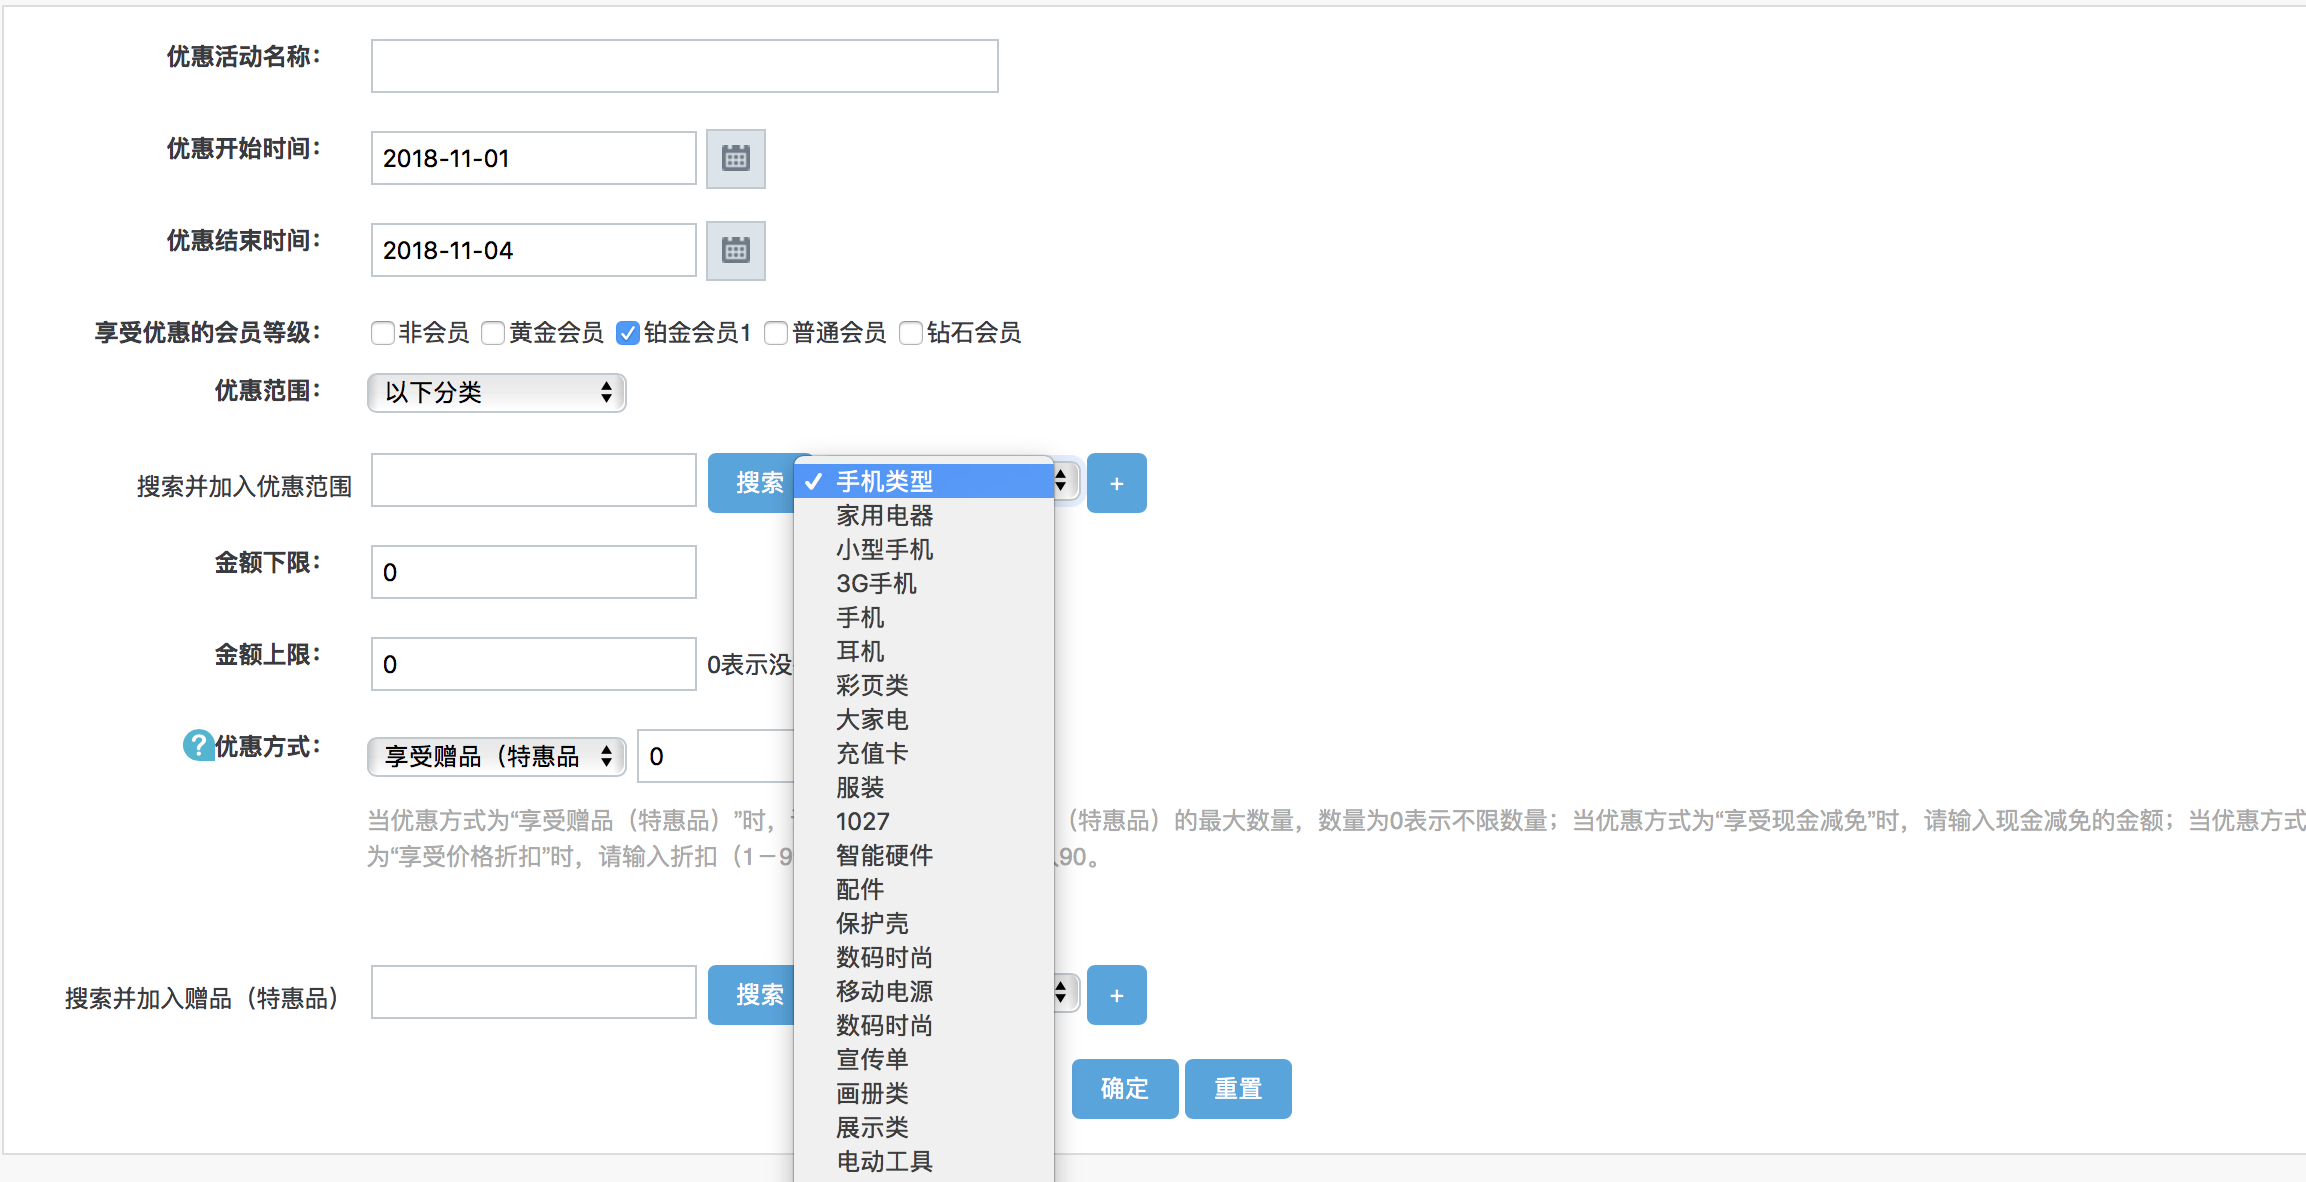 优惠活动名称：
优惠开始时间： 2018-11-01
优惠结束时间： 2018-11-04
享受优惠的会员等级： 非会员 黄金会员 铂金会员1 普通会员 钻石会员
优惠范围： 以下分类
搜索并加入优惠范围 搜索 手机类型 +
家用电器
小型手机
3G手机
手机
耳机
彩页类
大家电
充值卡
服装
1027
智能硬件
配件
保护壳
数码时尚
移动电源
数码时尚
宣传单
画册类
展示类
电动工具
金额下限： 0
金额上限： 0 0表示没
?优惠方式： 享受赠品（特惠品 0
当优惠方式为“享受赠品（特惠品）”时， （特惠品）的最大数量，数量为0表示不限数量；当优惠方式为“享受现金减免”时，请输入现金减免的金额；当优惠方式
为“享受价格折扣”时，请输入折扣（1－9 90。
搜索并加入赠品（特惠品） 搜索 +
确定 重置